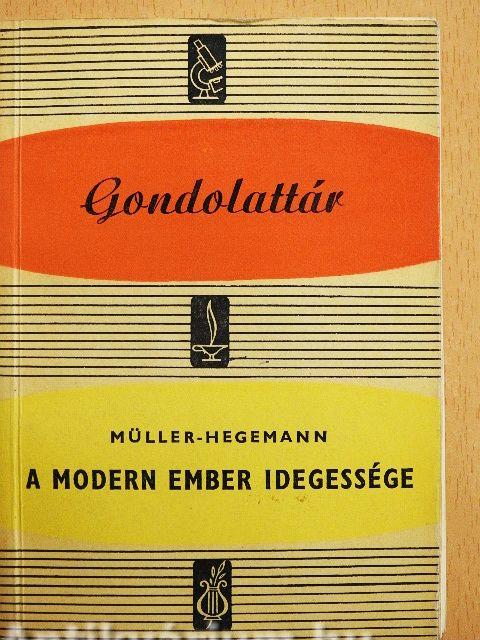 Gondolattár
MÜLLER-HEGEMANN
A MODERN EMBER IDEGESSÉGE